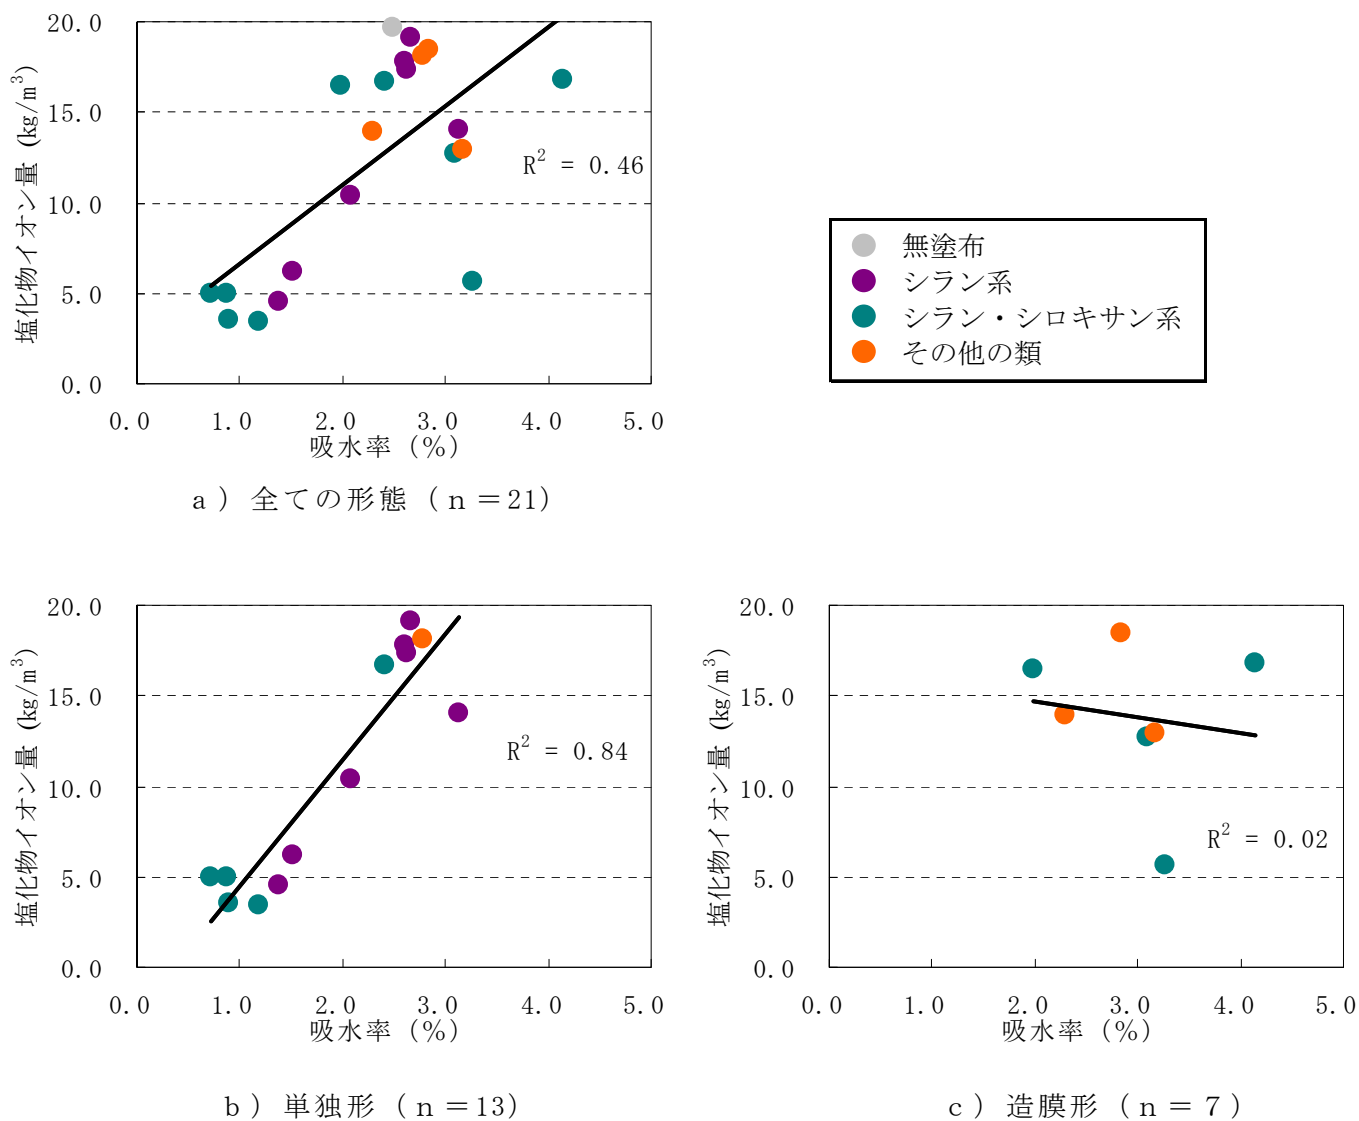 20.0
15.0
10.0
5.0
0.0
塩化物イオン量 (kg/m³)
R² = 0.46
0.0 1.0 2.0 3.0 4.0 5.0
吸水率 (%)
a）全ての形態（n＝21）
無塗布
シラン系
シラン・シロキサン系
その他の類
20.0
15.0
10.0
5.0
0.0
塩化物イオン量 (kg/m³)
R² = 0.84
0.0 1.0 2.0 3.0 4.0 5.0
吸水率 (%)
b）単独形（n＝13）
20.0
15.0
10.0
5.0
0.0
塩化物イオン量 (kg/m³)
R² = 0.02
0.0 1.0 2.0 3.0 4.0 5.0
吸水率 (%)
c）造膜形（n＝7）